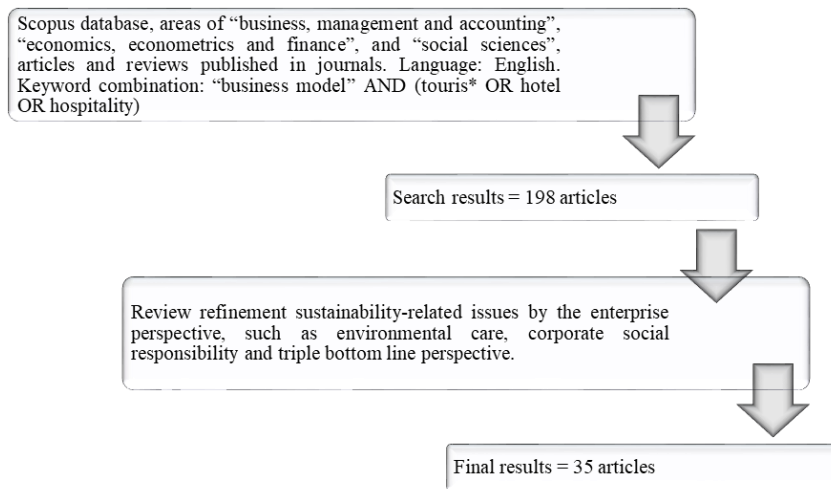 Scopus database, areas of “business, management and accounting”,
“economics, econometrics and finance”, and “social sciences”,
articles and reviews published in journals. Language: English.
Keyword combination: “business model” AND (touris* OR hotel
OR hospitality)
Search results = 198 articles
Review refinement sustainability-related issues by the enterprise
perspective, such as environmental care, corporate social
responsibility and triple bottom line perspective.
Final results = 35 articles